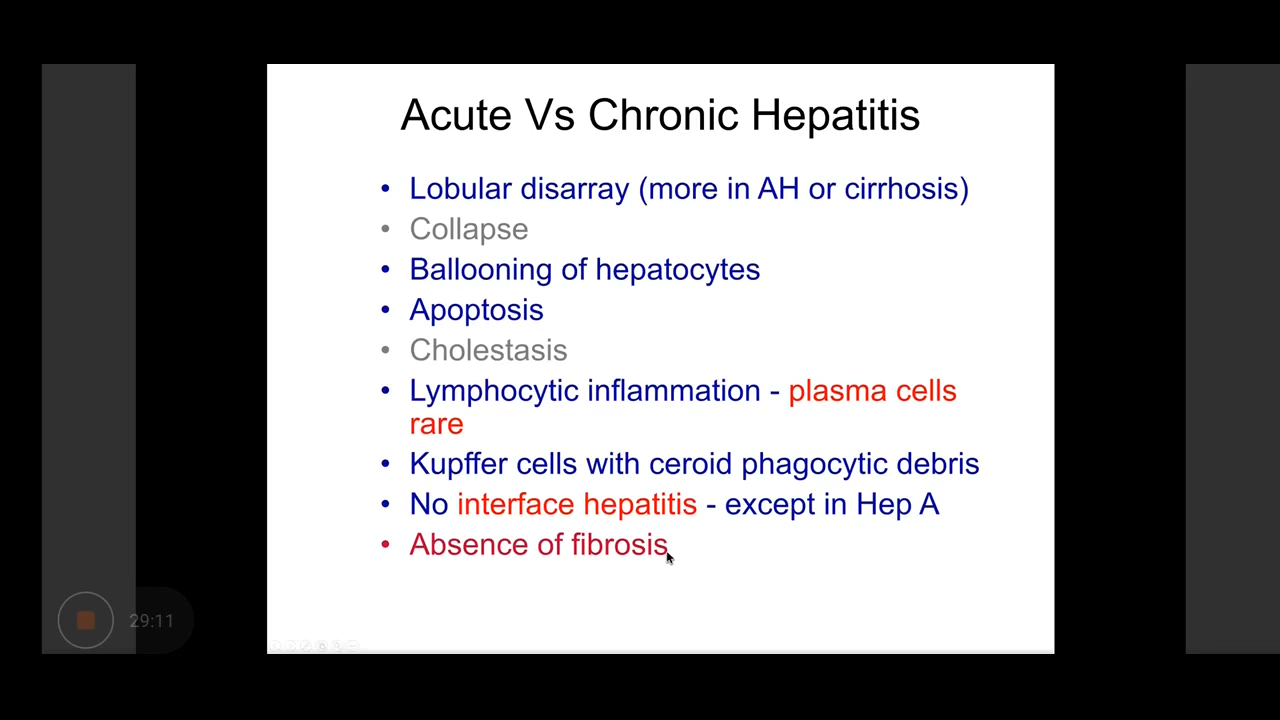 Acute Vs Chronic Hepatitis
• Lobular disarray (more in AH or cirrhosis)
• Collapse
• Ballooning of hepatocytes
• Apoptosis
• Cholestasis
• Lymphocytic inflammation - plasma cells
rare
• Kupffer cells with ceroid phagocytic debris
• No interface hepatitis - except in Hep A
• Absence of fibrosis
29:11